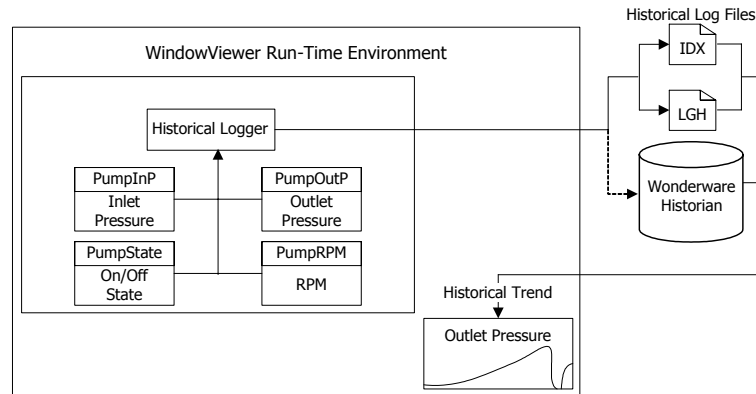 Historical Log Files
WindowViewer Run-Time Environment
IDX
Historical Logger
LGH
PumpInP
Inlet
Pressure
PumpOutP
Outlet
Pressure
Wonderware
Historian
PumpState
On/Off
State
PumpRPM
RPM
Historical Trend
Outlet Pressure